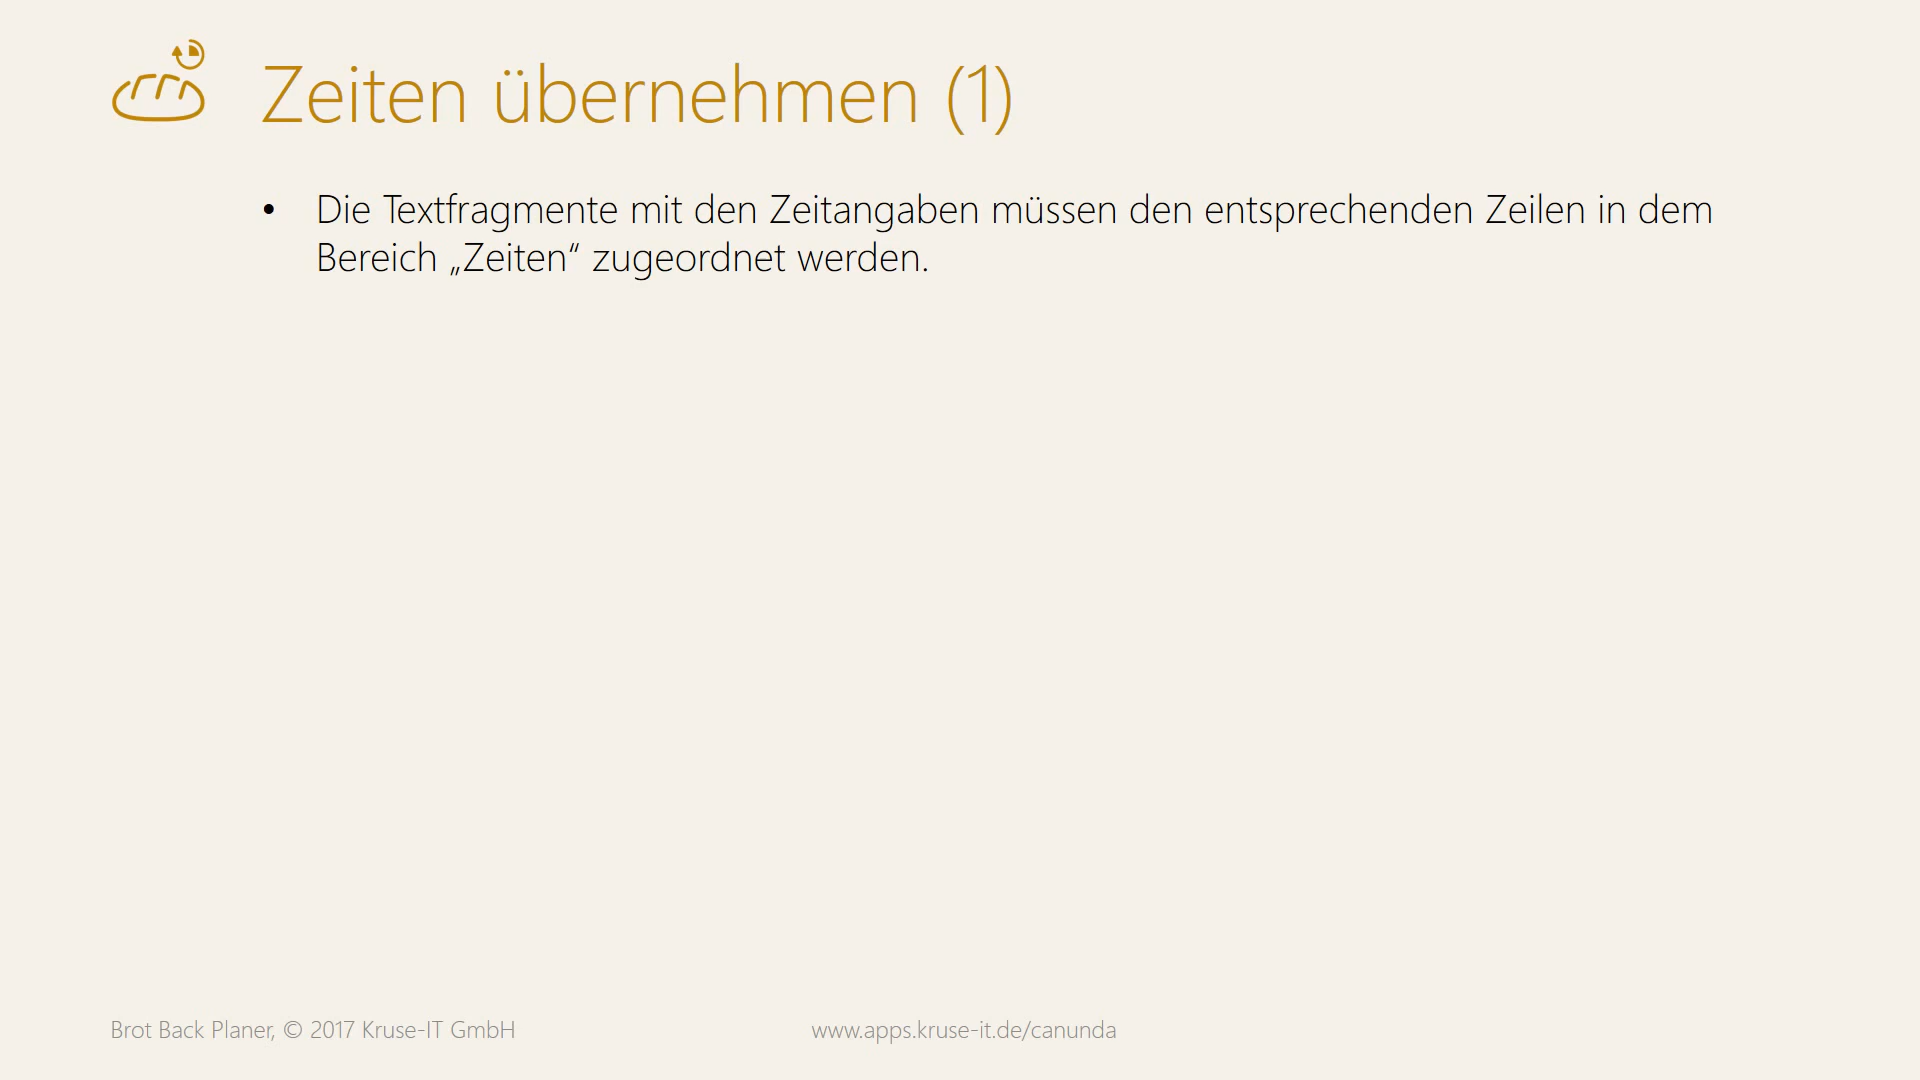 Zeiten übernehmen (1)
• Die Textfragmente mit den Zeitangaben müssen den entsprechenden Zeilen in dem
Bereich „Zeiten“ zugeordnet werden.
Brot Back Planer, © 2017 Kruse-IT GmbH
www.apps.kruse-it.de/canunda